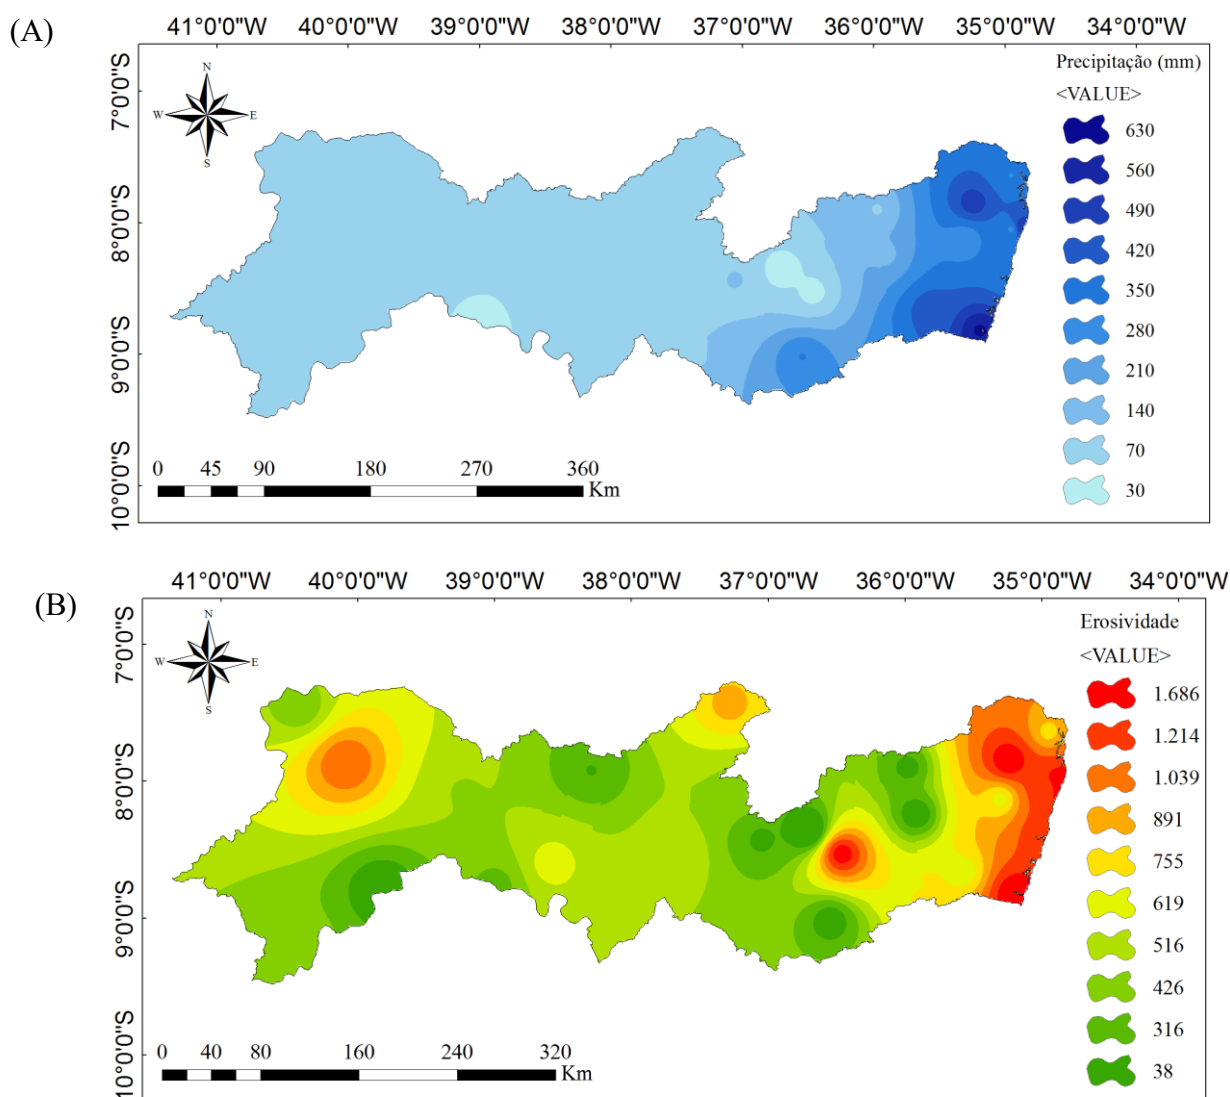 (A)
41°0'0"W 40°0'0"W 39°0'0"W 38°0'0"W 37°0'0"W 36°0'0"W 35°0'0"W 34°0'0"W
7°0'0"S
8°0'0"S
9°0'0"S
10°0'0"S
N
W E
S
Precipitação (mm)
<VALUE>
630
560
490
420
350
280
210
140
70
30
0 45 90 180 270 360
Km
(B)
41°0'0"W 40°0'0"W 39°0'0"W 38°0'0"W 37°0'0"W 36°0'0"W 35°0'0"W 34°0'0"W
7°0'0"S
8°0'0"S
9°0'0"S
10°0'0"S
N
W E
S
Erosividade
<VALUE>
1.686
1.214
1.039
891
755
619
516
426
316
38
0 40 80 160 240 320
Km